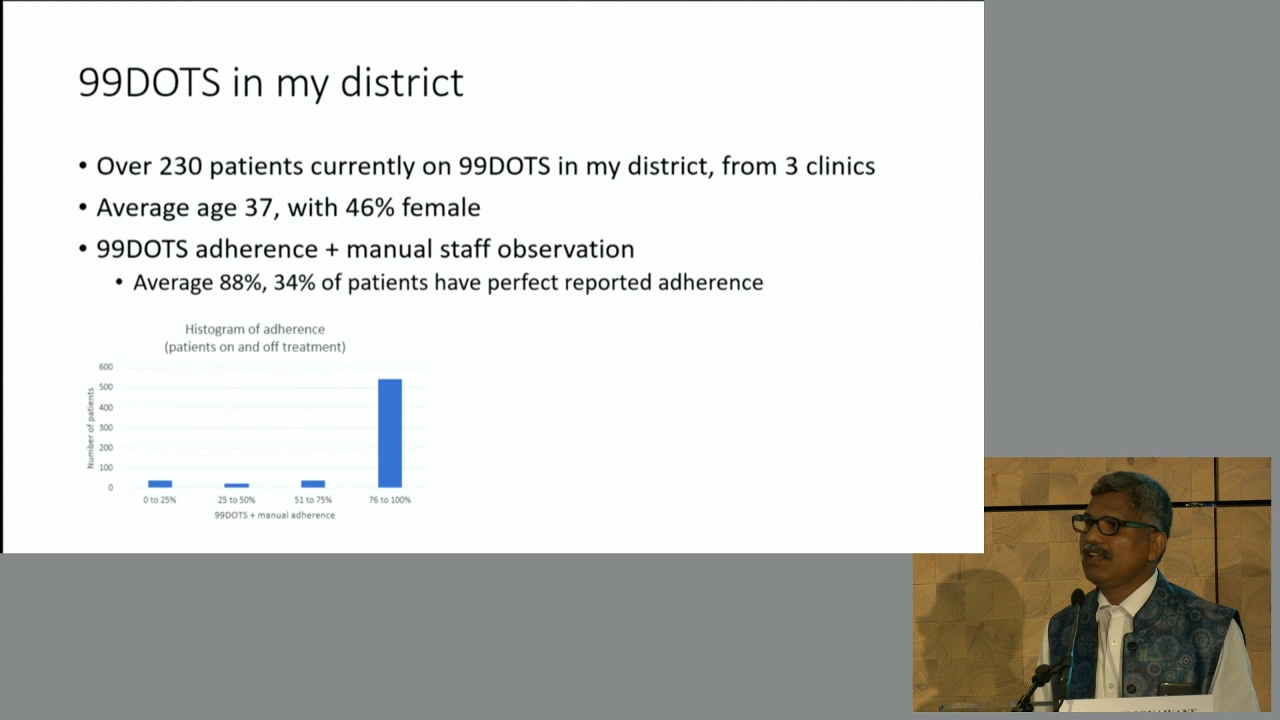 99DOTS in my district
• Over 230 patients currently on 99DOTS in my district, from 3 clinics
• Average age 37, with 46% female
• 99DOTS adherence + manual staff observation
• Average 88%, 34% of patients have perfect reported adherence
Histogram of adherence
(patients on and off treatment)
Number of patients
600
500
400
300
200
100
0
0 to 25% 25 to 50% 51 to 75% 76 to 100%
99DOTS + manual adherence